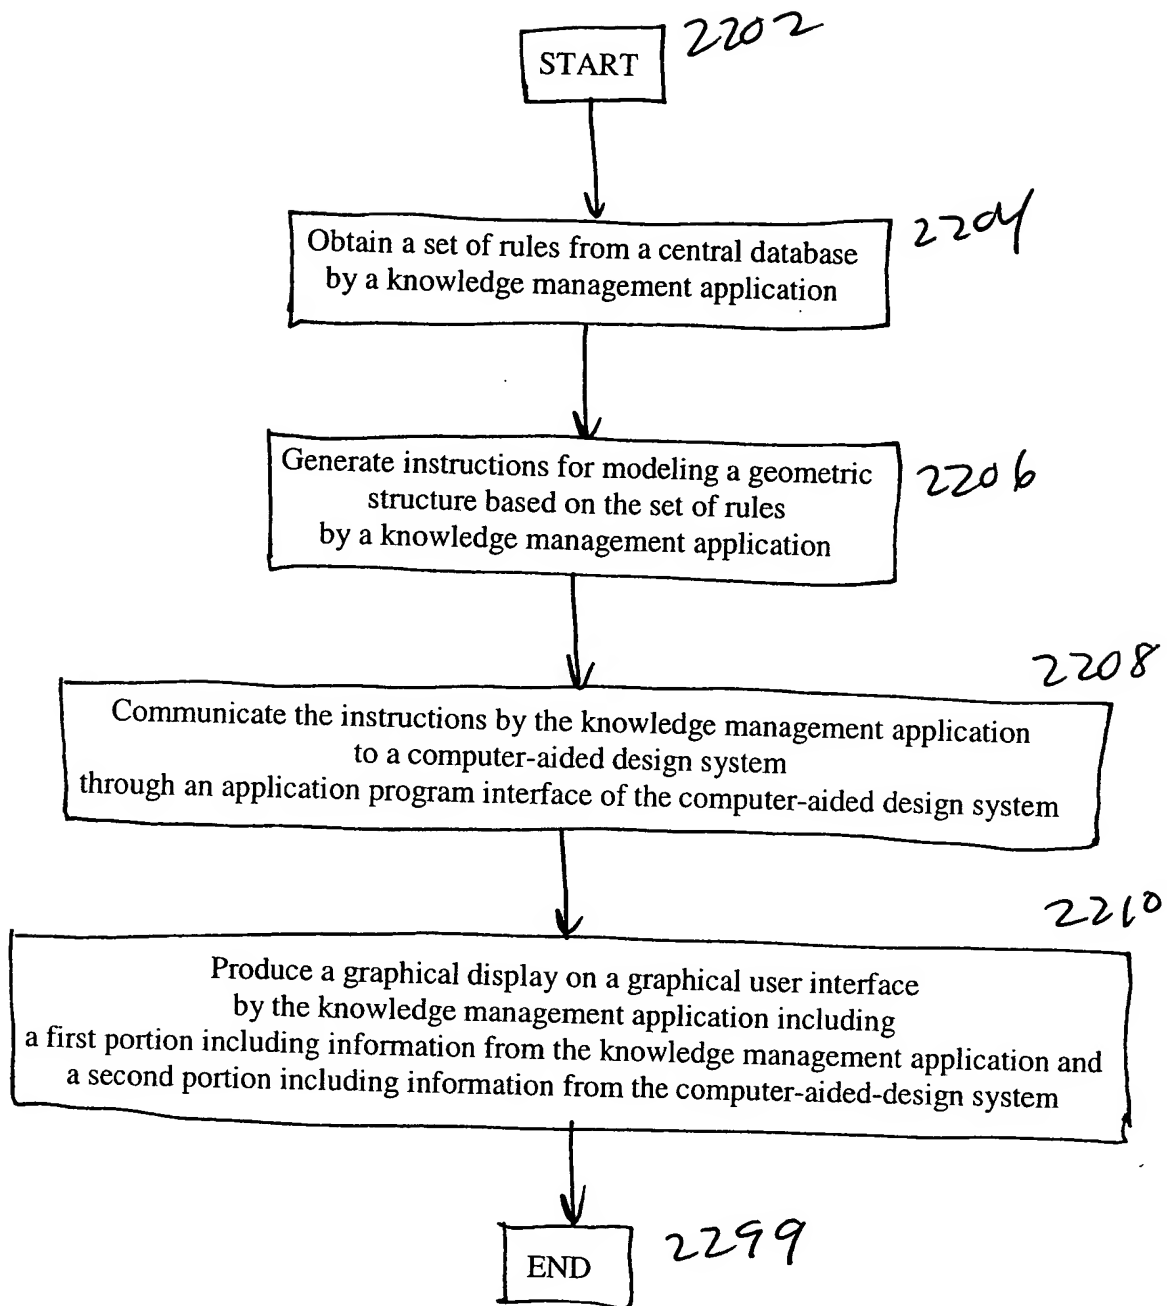 2202
START
2204
Obtain a set of rules from a central database
by a knowledge management application
2206
Generate instructions for modeling a geometric
structure based on the set of rules
by a knowledge management application
2208
Communicate the instructions by the knowledge management application
to a computer-aided design system
through an application program interface of the computer-aided design system
2210
Produce a graphical display on a graphical user interface
by the knowledge management application including
a first portion including information from the knowledge management application and
a second portion including information from the computer-aided-design system
2299
END